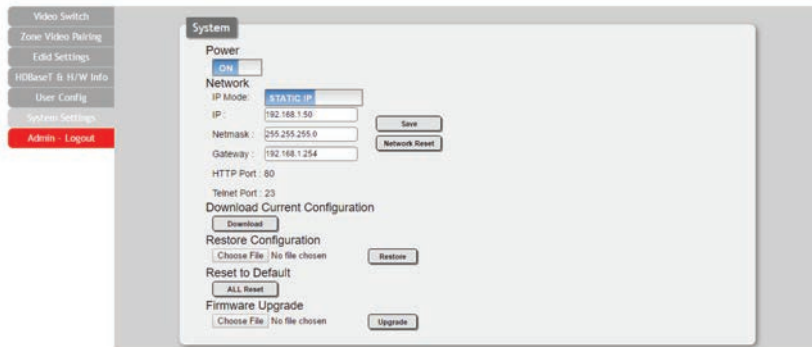 Video Switch
Zone Video Pairing
Edid Settings
HDBaseT & H/W Info
User Config
System Settings
Admin - Logout
System
Power
ON
Network
IP Mode: STATIC IP
IP : 192.168.1.50
Save
Netmask : 255.255.255.0
Network Reset
Gateway : 192.168.1.254
HTTP Port : 80
Telnet Port : 23
Download Current Configuration
Download
Restore Configuration
Choose File No file chosen Restore
Reset to Default
ALL Reset
Firmware Upgrade
Choose File No file chosen Upgrade